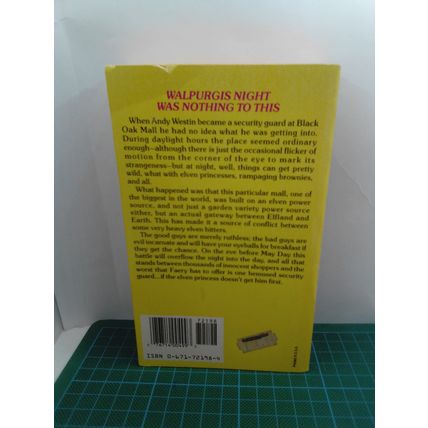 WALPURGIS NIGHT
WAS NOTHING TO THIS
When Andy Westin became a security guard at Black
Oak Mall he had no idea what he was getting into.
During daylight hours the place seemed ordinary
enough—although there is just the occasional flicker of
motion from the corner of the eye to mark its
strangeness—but at night, well, things can get pretty
wild, what with elven princesses, rampaging brownies,
and all.
What happened was that this particular mall, one of
the biggest in the world, was built on an elven power
source, and not just a garden variety power source
either, but an actual gateway between Elfland and
Earth. This has made it a source of conflict between
some very heavy elven hitters.
The good guys are merely ruthless; the bad guys are
evil incarnate and will have your eyeballs for breakfast if
they get the chance. On the eve before May Day this
battle will overflow the night into the day, and all that
stands between thousands of innocent shoppers and the
worst that Faery has to offer is one bemused security
guard...if the elven princess doesn't get him first.
72196
ISBN 0-671-72196-4